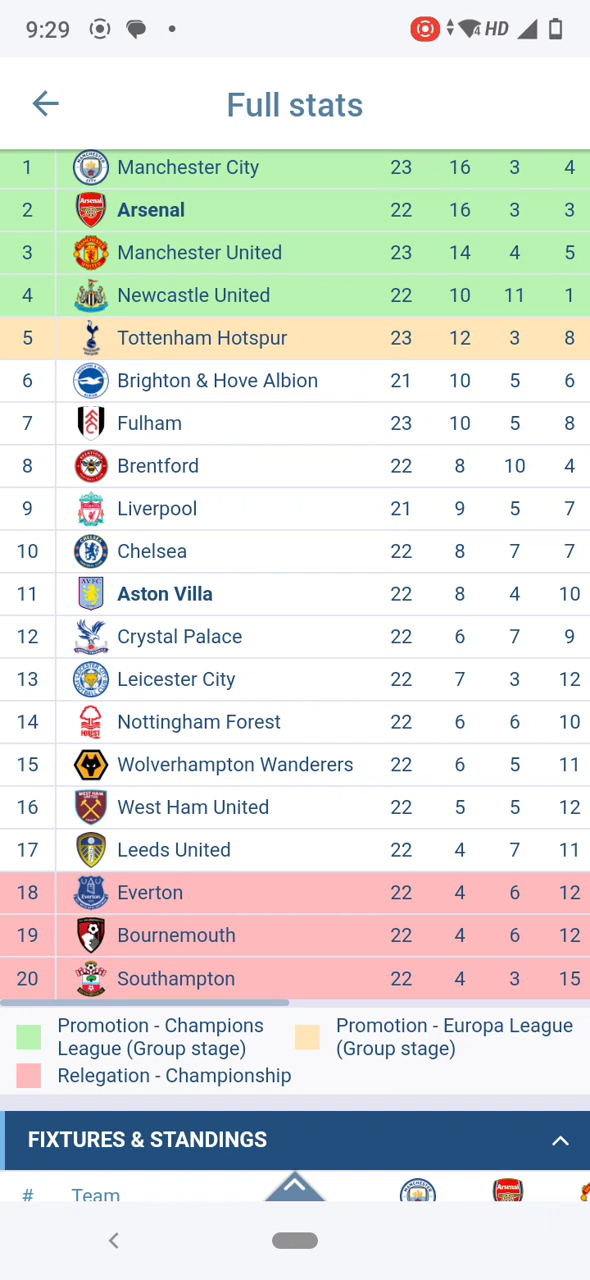 9:29 4 HD
Full stats
1 Manchester City 23 16 3 4
2 Arsenal 22 16 3 3
3 Manchester United 23 14 4 5
4 Newcastle United 22 10 11 1
5 Tottenham Hotspur 23 12 3 8
6 Brighton & Hove Albion 21 10 5 6
7 Fulham 23 10 5 8
8 Brentford 22 8 10 4
9 Liverpool 21 9 5 7
10 Chelsea 22 8 7 7
11 Aston Villa 22 8 4 10
12 Crystal Palace 22 6 7 9
13 Leicester City 22 7 3 12
14 Nottingham Forest 22 6 6 10
15 Wolverhampton Wanderers 22 6 5 11
16 West Ham United 22 5 5 12
17 Leeds United 22 4 7 11
18 Everton 22 4 6 12
19 Bournemouth 22 4 6 12
20 Southampton 22 4 3 15
Promotion - Champions
League (Group stage)
Promotion - Europa League
(Group stage)
Relegation - Championship
FIXTURES & STANDINGS
# Team